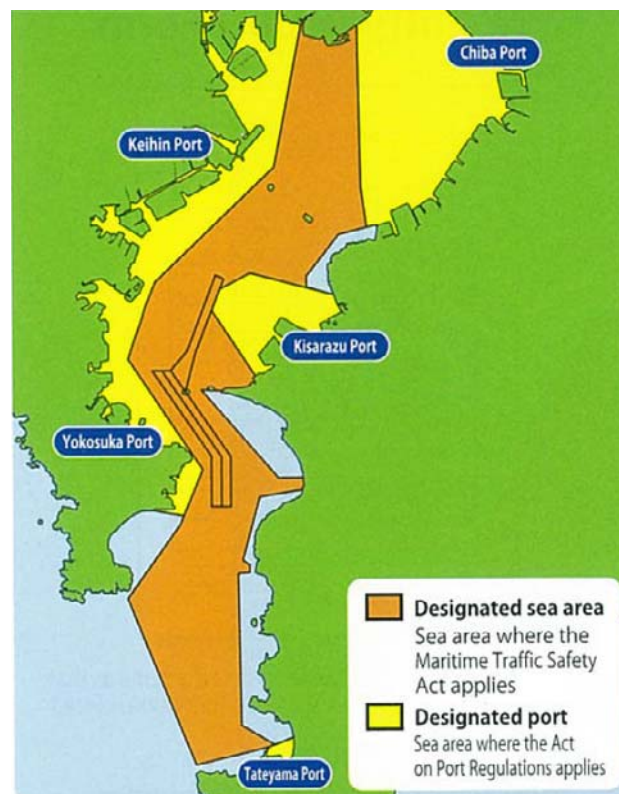 Chiba Port
Keihin Port
Kisarazu Port
Yokosuka Port
Designated sea area
Sea area where the
Maritime Traffic Safety
Act applies
Designated port
Sea area where the Act
on Port Regulations applies
Tateyama Port